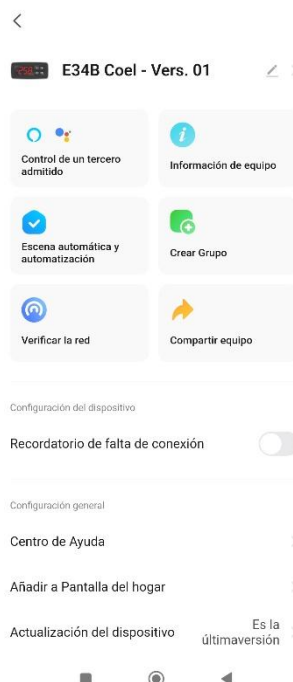 E34B Coel - Vers. 01
Control de un tercero
admitido
Información de equipo
Escena automática y
automatización
Crear Grupo
Verificar la red
Compartir equipo
Configuración del dispositivo
Recordatorio de falta de conexión
Configuración general
Centro de Ayuda
Añadir a Pantalla del hogar
Actualización del dispositivo
Es la
últimaversión